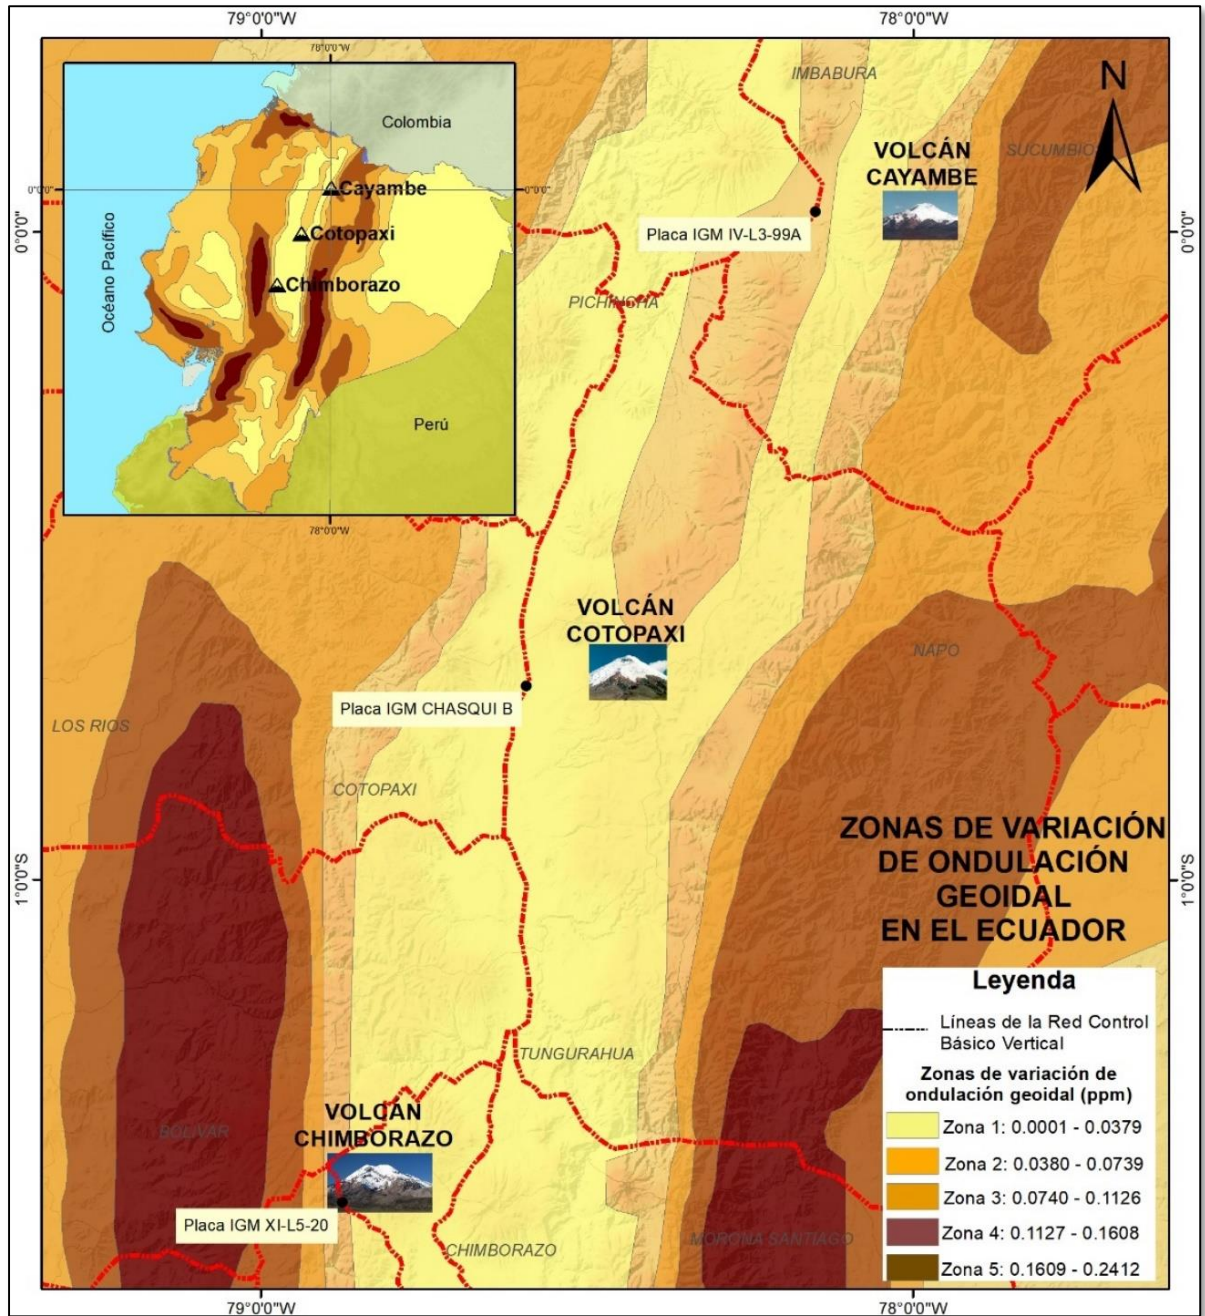 79°0'0"W
78°0'0"W
78°0'0"W
Colombia
0°0'0"
Cayambe
0°0'0"
Cotopaxi
Chimborazo
Océano Pacífico
Perú
78°0'0"W
IMBABURA
N
SUCUMBIOS
VOLCÁN
CAYAMBE
Placa IGM IV-L3-99A
0°0'0"
0°0'0"
PICHINCHA
VOLCÁN
COTOPAXI
NAPO
Placa IGM CHASQUI B
LOS RIOS
COTOPAXI
ZONAS DE VARIACIÓN
DE ONDULACIÓN
GEOIDAL
EN EL ECUADOR
1°0'0"S
1°0'0"S
TUNGURAHUA
VOLCÁN
CHIMBORAZO
BOLIVAR
Placa IGM XI-L5-20
CHIMBORAZO
MORONA SANTIAGO
Leyenda
Líneas de la Red Control
Básico Vertical
Zonas de variación de
ondulación geoidal (ppm)
Zona 1: 0.0001 - 0.0379
Zona 2: 0.0380 - 0.0739
Zona 3: 0.0740 - 0.1126
Zona 4: 0.1127 - 0.1608
Zona 5: 0.1609 - 0.2412
79°0'0"W
78°0'0"W